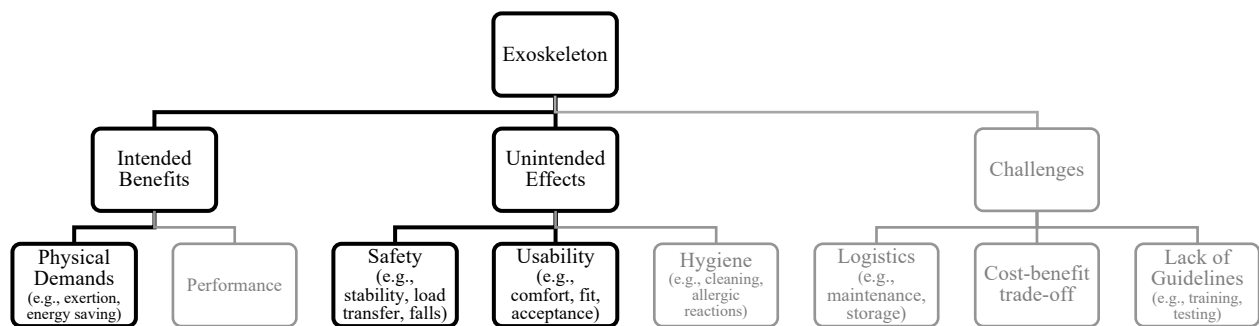 Exoskeleton
Intended
Benefits
Unintended
Effects
Challenges
Physical
Demands
(e.g., exertion,
energy saving)
Performance
Safety
(e.g.,
stability, load
transfer, falls)
Usability
(e.g.,
comfort, fit,
acceptance)
Hygiene
(e.g., cleaning,
allergic
reactions)
Logistics
(e.g.,
maintenance,
storage)
Cost-benefit
trade-off
Lack of
Guidelines
(e.g., training,
testing)